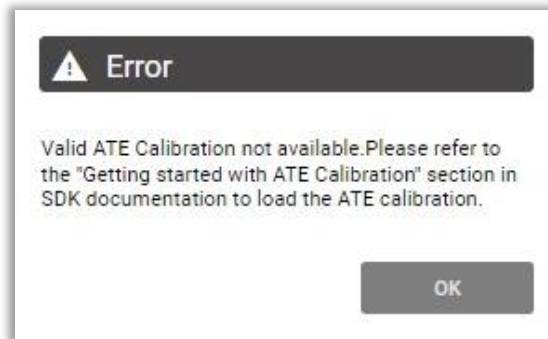 Error
Valid ATE Calibration not available.Please refer to
the "Getting started with ATE Calibration" section in
SDK documentation to load the ATE calibration.
OK